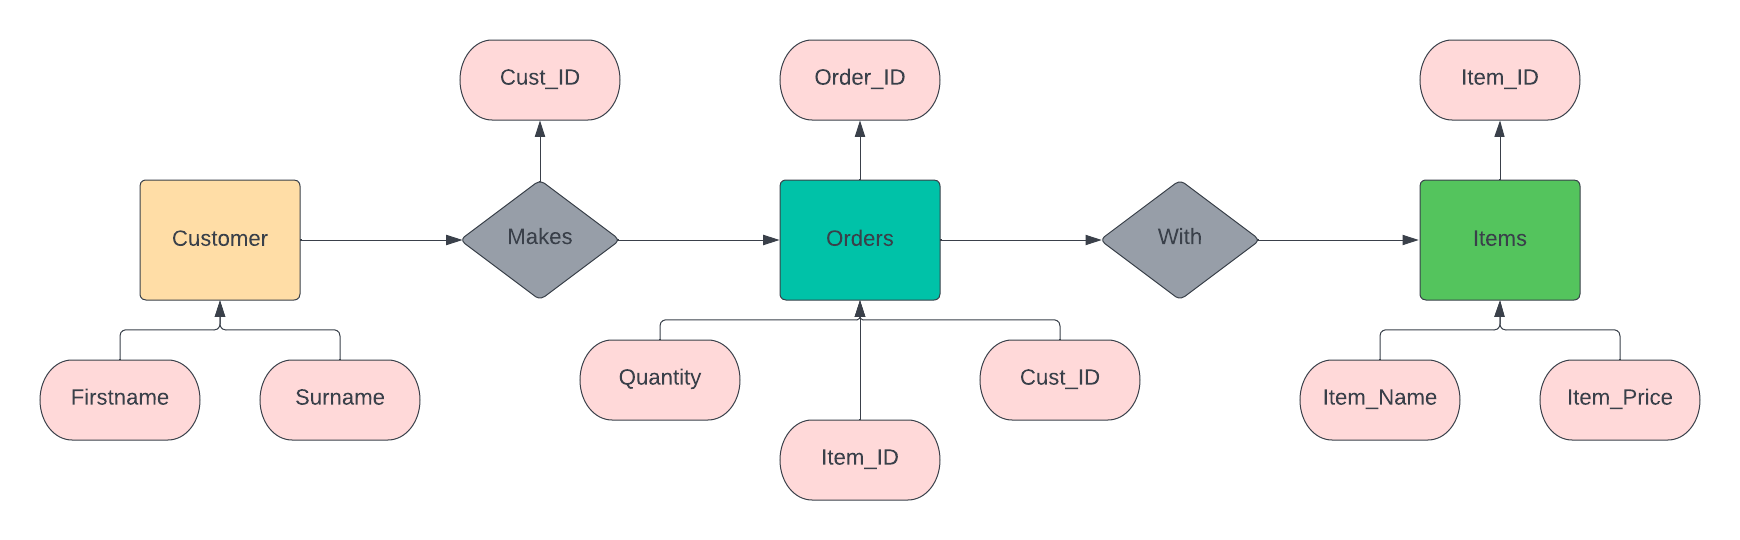 Cust_ID
Order_ID
Item_ID
Customer
Makes
Orders
With
Items
Firstname
Surname
Quantity
Cust_ID
Item_Name
Item_Price
Item_ID